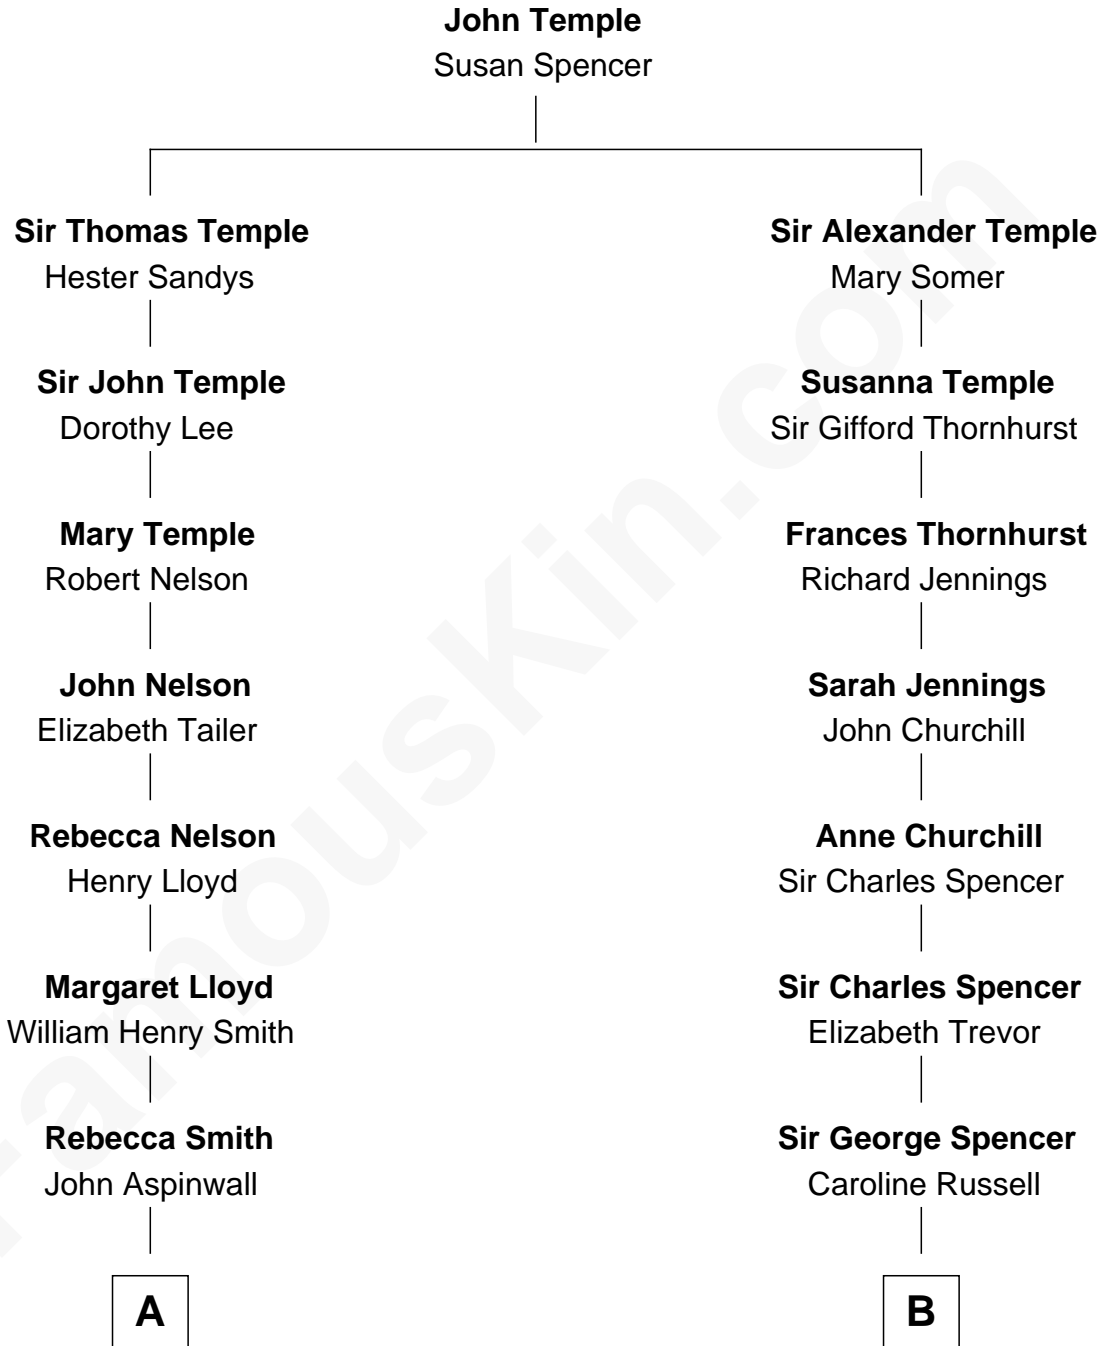 John Temple
Susan Spencer
Sir Thomas Temple
Hester Sandys
Sir John Temple
Dorothy Lee
Mary Temple
Robert Nelson
John Nelson
Elizabeth Tailer
Rebecca Nelson
Henry Lloyd
Margaret Lloyd
William Henry Smith
Rebecca Smith
John Aspinwall
A
Sir Alexander Temple
Mary Somer
Susanna Temple
Sir Gifford Thornhurst
Frances Thornhurst
Richard Jennings
Sarah Jennings
John Churchill
Anne Churchill
Sir Charles Spencer
Sir Charles Spencer
Elizabeth Trevor
Sir George Spencer
Caroline Russell
B
FamousKin.com